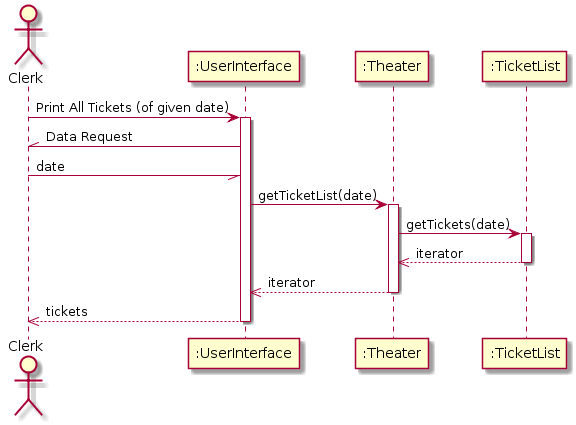 Clerk
:UserInterface
:Theater
:TicketList
Print All Tickets (of given date)
Data Request
date
getTicketList(date)
getTickets(date)
iterator
iterator
tickets
Clerk
:UserInterface
:Theater
:TicketList